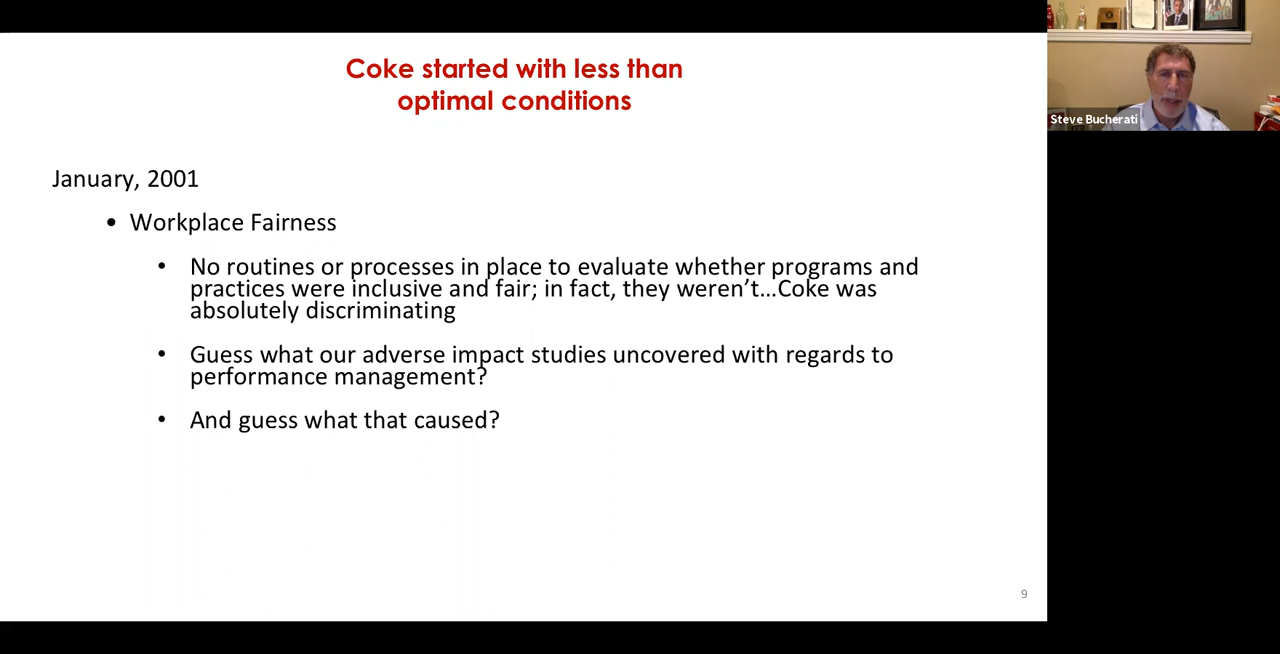 Coke started with less than
optimal conditions
January, 2001
• Workplace Fairness
• No routines or processes in place to evaluate whether programs and
practices were inclusive and fair; in fact, they weren’t…Coke was
absolutely discriminating
• Guess what our adverse impact studies uncovered with regards to
performance management?
• And guess what that caused?
9
Steve Bucherati